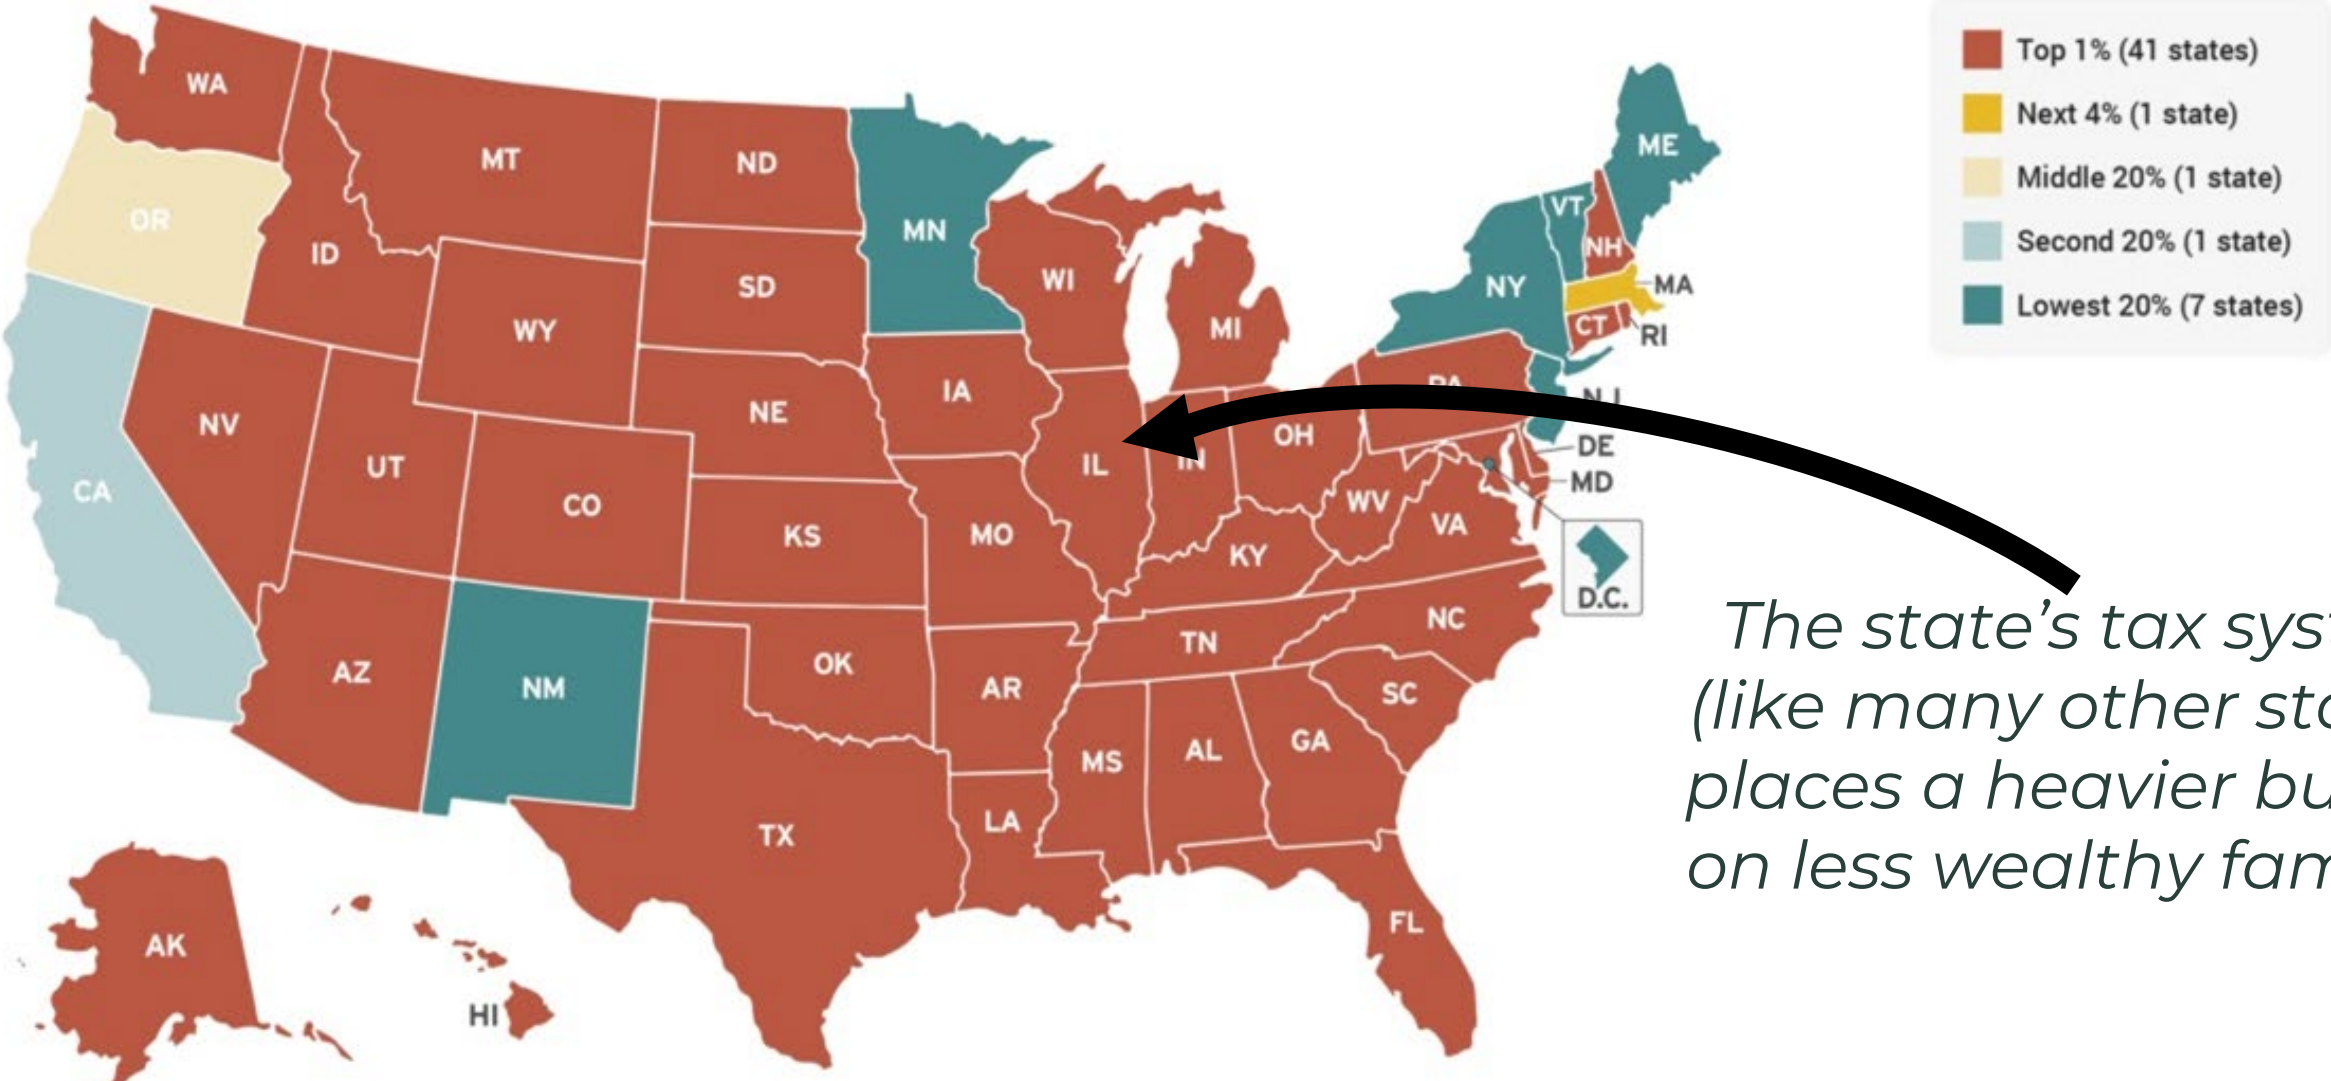 WA
MT
ND
MN
OR
ID
SD
WI
MI
WY
NE
IA
NV
UT
CO
CA
KS
MO
IL
IN
OH
PA
NY
VT
NH
ME
MA
CT
RI
NJ
DE
MD
D.C.
WV
VA
KY
NC
TN
SC
AZ
NM
OK
AR
MS
AL
GA
TX
LA
FL
AK
HI
Top 1% (41 states)
Next 4% (1 state)
Middle 20% (1 state)
Second 20% (1 state)
Lowest 20% (7 states)
The state’s tax
(like many other
places a heavier
on less wealthy